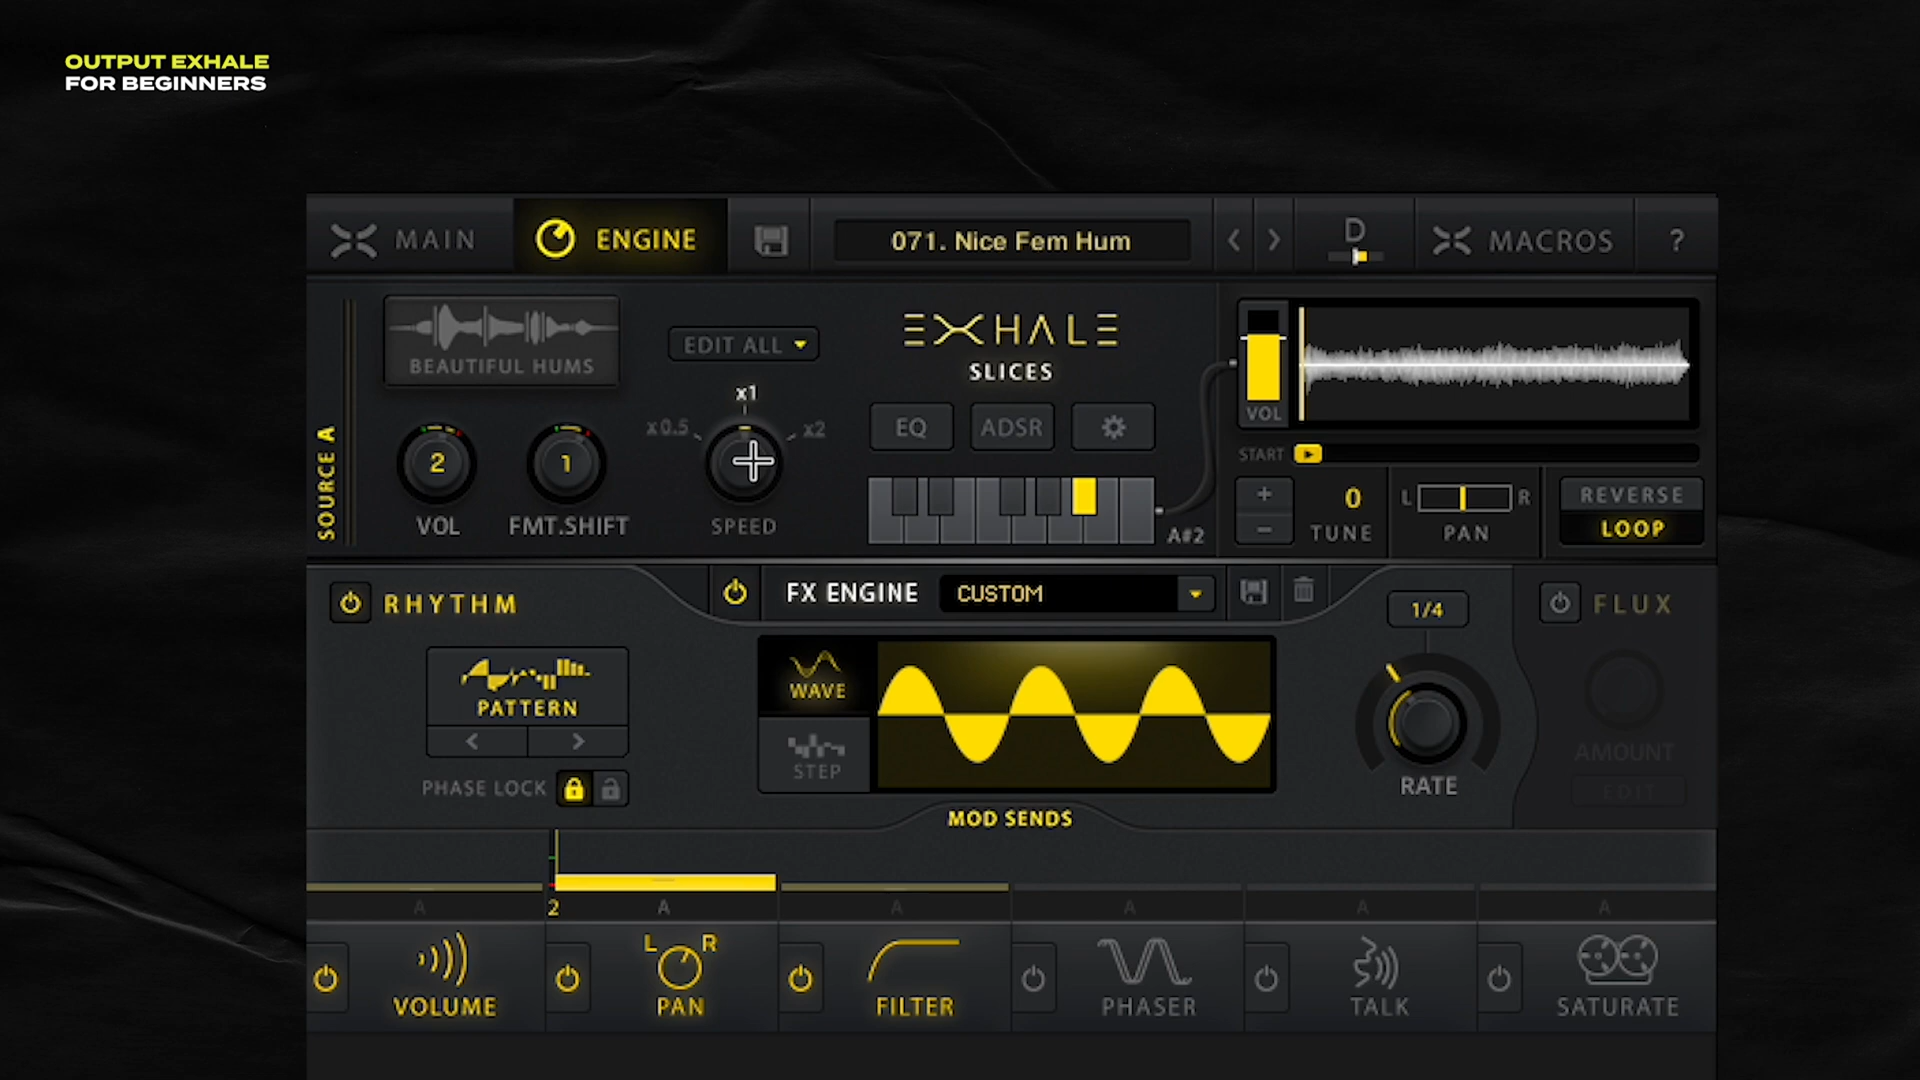 OUTPUT EXHALE
FOR BEGINNERS
MAIN
ENGINE
071. Nice Fem Hum
< >
D
MACROS
?
SOURCE A
BEAUTIFUL HUMS
EDIT ALL
x0.5
x1
x2
2
1
VOL
FMT.SHIFT
SPEED
EXHALE
SLICES
EQ
ADSR
A#2
VOL
START
+
−
0
TUNE
L R
PAN
REVERSE
LOOP
RHYTHM
FX ENGINE
CUSTOM
1/4
FLUX
PATTERN
< >
PHASE LOCK
WAVE
STEP
RATE
AMOUNT
EDIT
MOD SENDS
A
2
A
A
A
A
A
VOLUME
L R
PAN
FILTER
PHASER
TALK
SATURATE